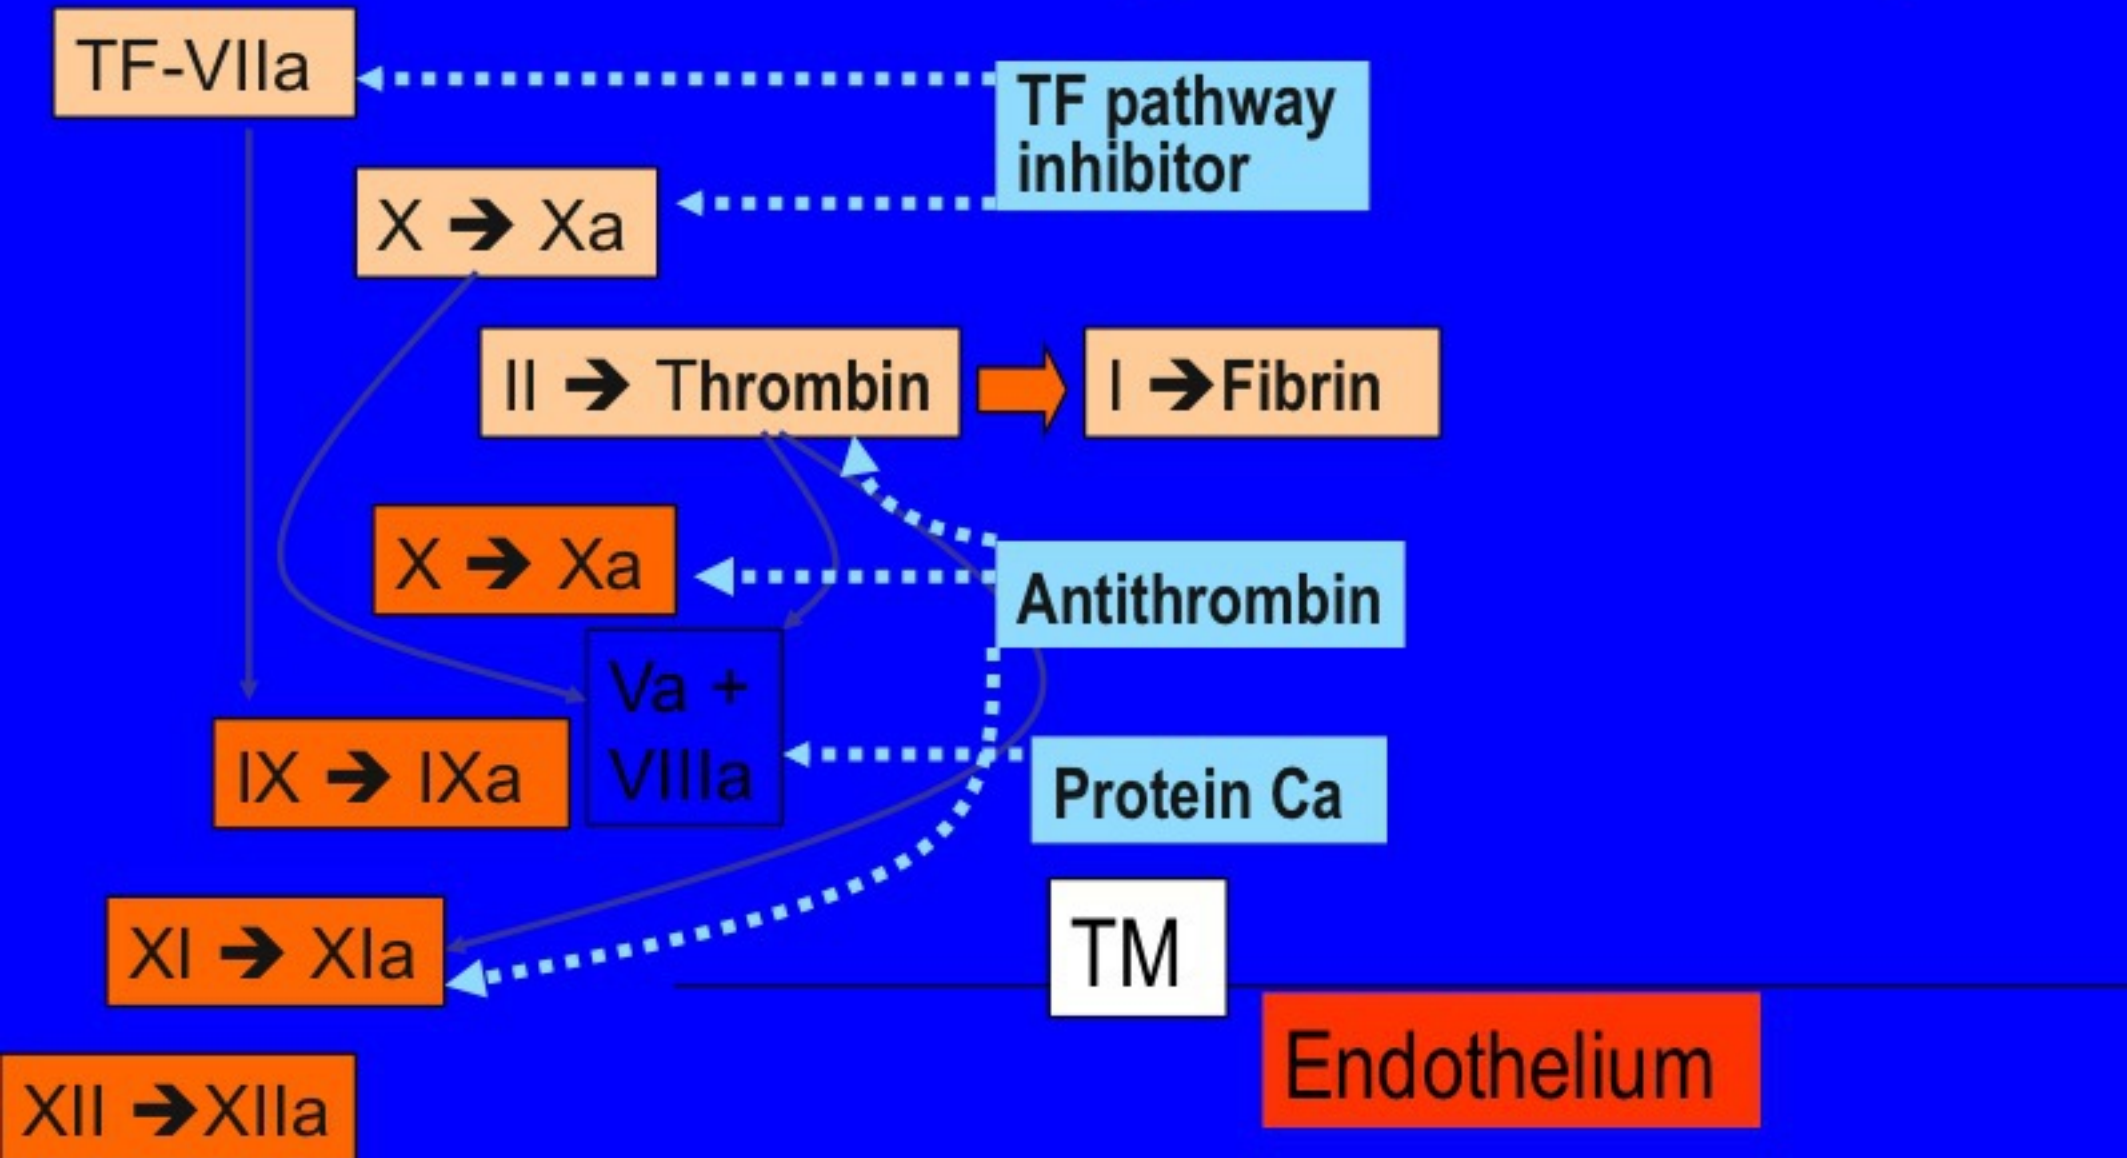 TF-VIIa
TF pathway
inhibitor
X ➔ Xa
II ➔ Thrombin
I ➔Fibrin
X ➔ Xa
Antithrombin
Va +
VIIIa
IX ➔ IXa
Protein Ca
XI ➔ XIa
TM
Endothelium
XII ➔XIIa